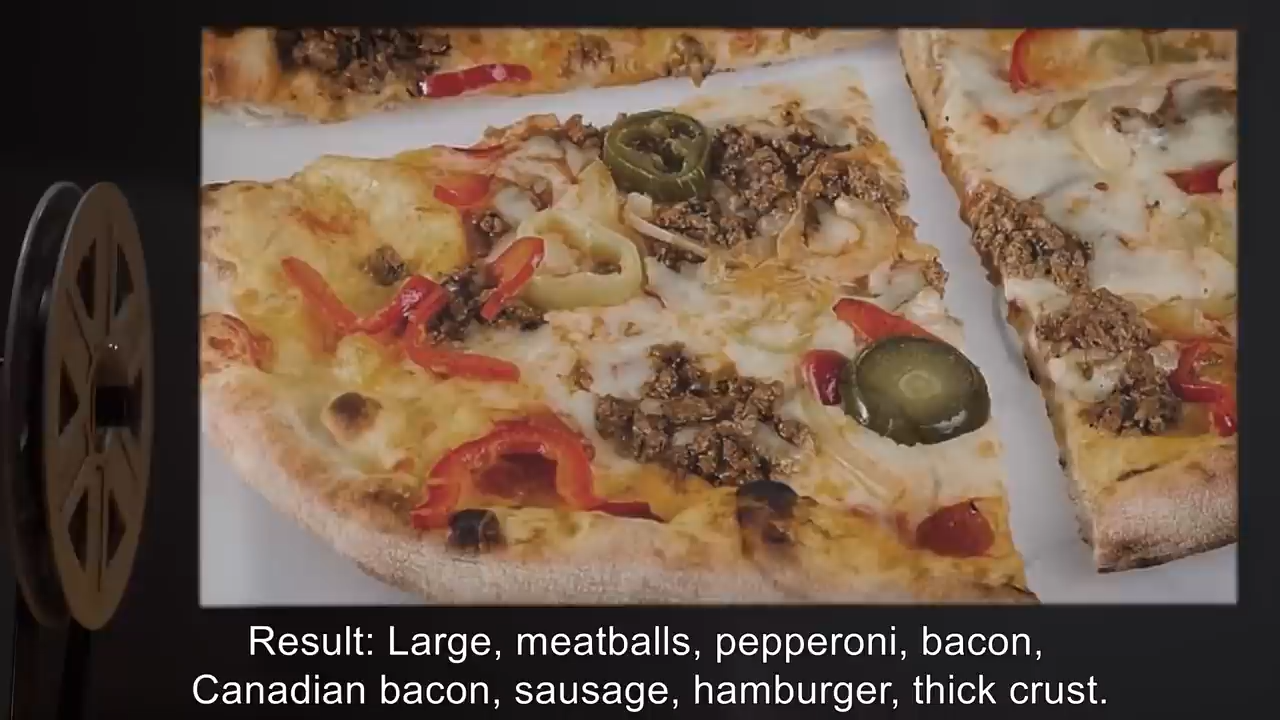 Result: Large, meatballs, pepperoni, bacon,
Canadian bacon, sausage, hamburger, thick crust.